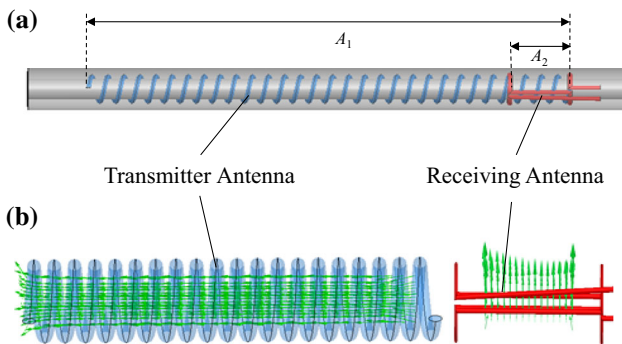 (a)
A1
A2
Transmitter Antenna
Receiving Antenna
(b)